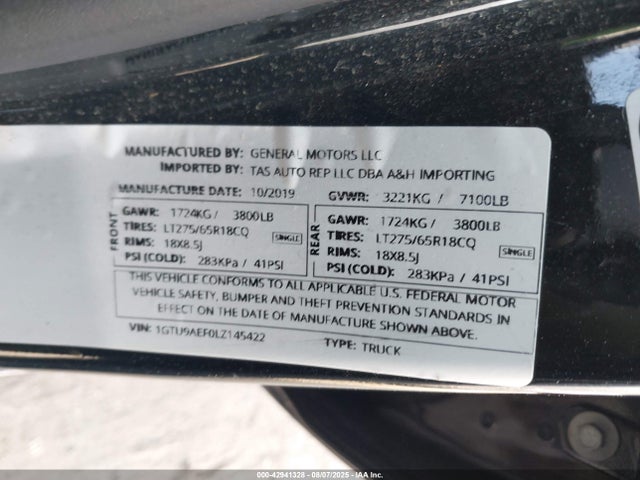 MANUFACTURED BY: GENERAL MOTORS LLC
IMPORTED BY: TAS AUTO REP LLC DBA A&H IMPORTING
MANUFACTURE DATE: 10/2019 GVWR: 3221KG / 7100LB
FRONT
GAWR: 1724KG / 3800LB
TIRES: LT275/65R18CQ
RIMS: 18X8.5J SINGLE
PSI (COLD): 283KPa / 41PSI
REAR
GAWR: 1724KG / 3800LB
TIRES: LT275/65R18CQ
RIMS: 18X8.5J SINGLE
PSI (COLD): 283KPa / 41PSI
THIS VEHICLE CONFORMS TO ALL APPLICABLE U.S. FEDERAL MOTOR
VEHICLE SAFETY, BUMPER AND THEFT PREVENTION STANDARDS IN
EFFECT ON THE DATE OF MANUFACTURE SHOWN ABOVE.
VIN: 1GTU9AEF0LZ145422 TYPE: TRUCK
000-42941328 - 08/07/2025 - IAA Inc.